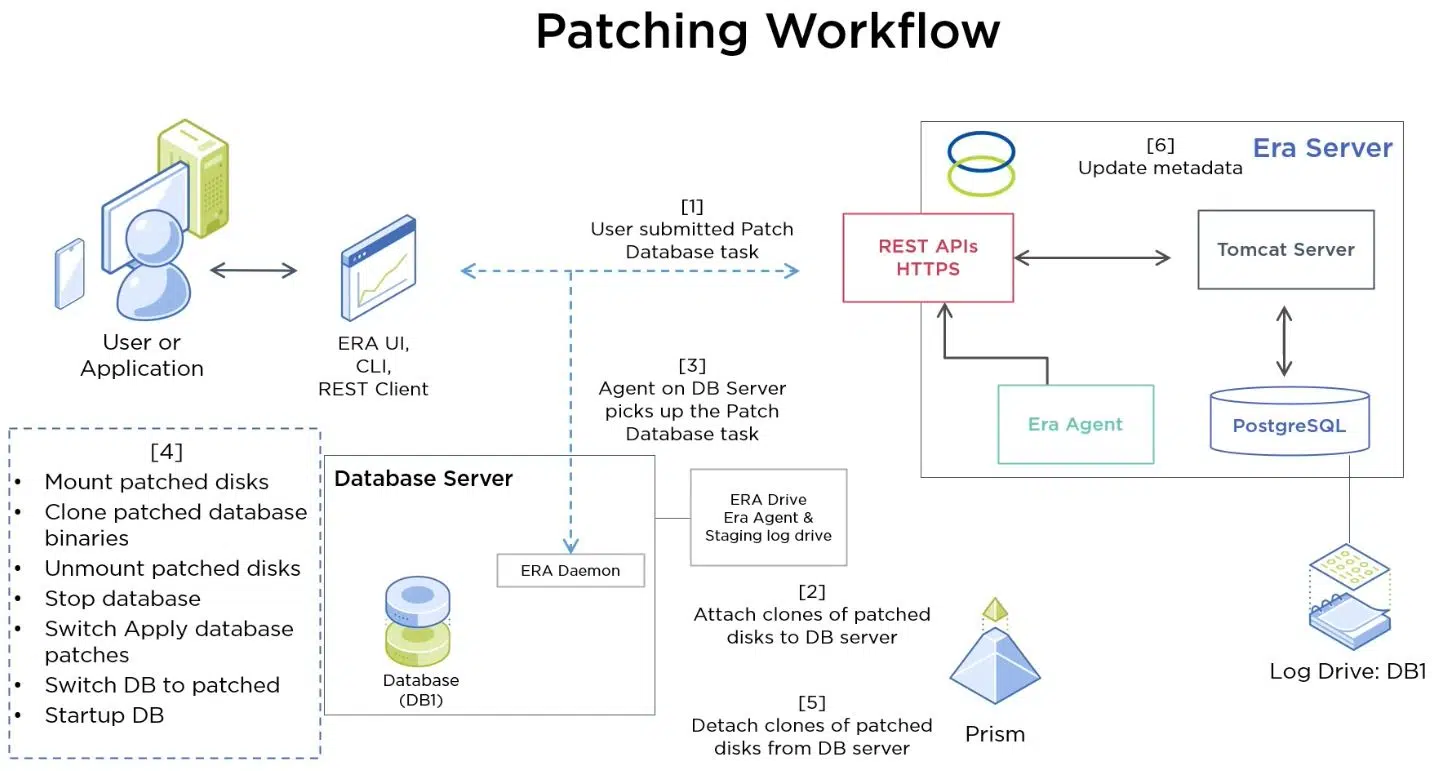 Patching Workflow
[6]
Update metadata
Era Server
[1]
User submitted Patch
Database task
REST APIs
HTTPS
Tomcat Server
User or
Application
ERA UI,
CLI,
REST Client
[3]
Agent on DB Server
picks up the Patch
Database task
Era Agent
PostgreSQL
[4]
• Mount patched disks
• Clone patched database
binaries
• Unmount patched disks
• Stop database
• Switch Apply database
patches
• Switch DB to patched
• Startup DB
Database Server
ERA Drive
Era Agent &
Staging log drive
ERA Daemon
Database
(DB1)
[2]
Attach clones of patched
disks to DB server
[5]
Detach clones of patched
disks from DB server
Prism
Log Drive: DB1